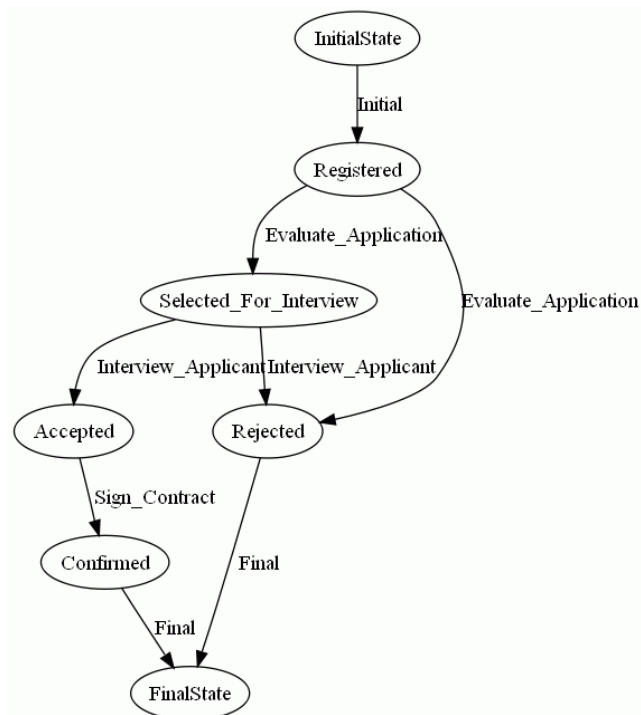 InitialState
Initial
Registered
Evaluate_Application
Selected_For_Interview
Evaluate_Application
Interview_Applicant
Interview_Applicant
Accepted
Rejected
Sign_Contract
Confirmed
Final
Final
FinalState